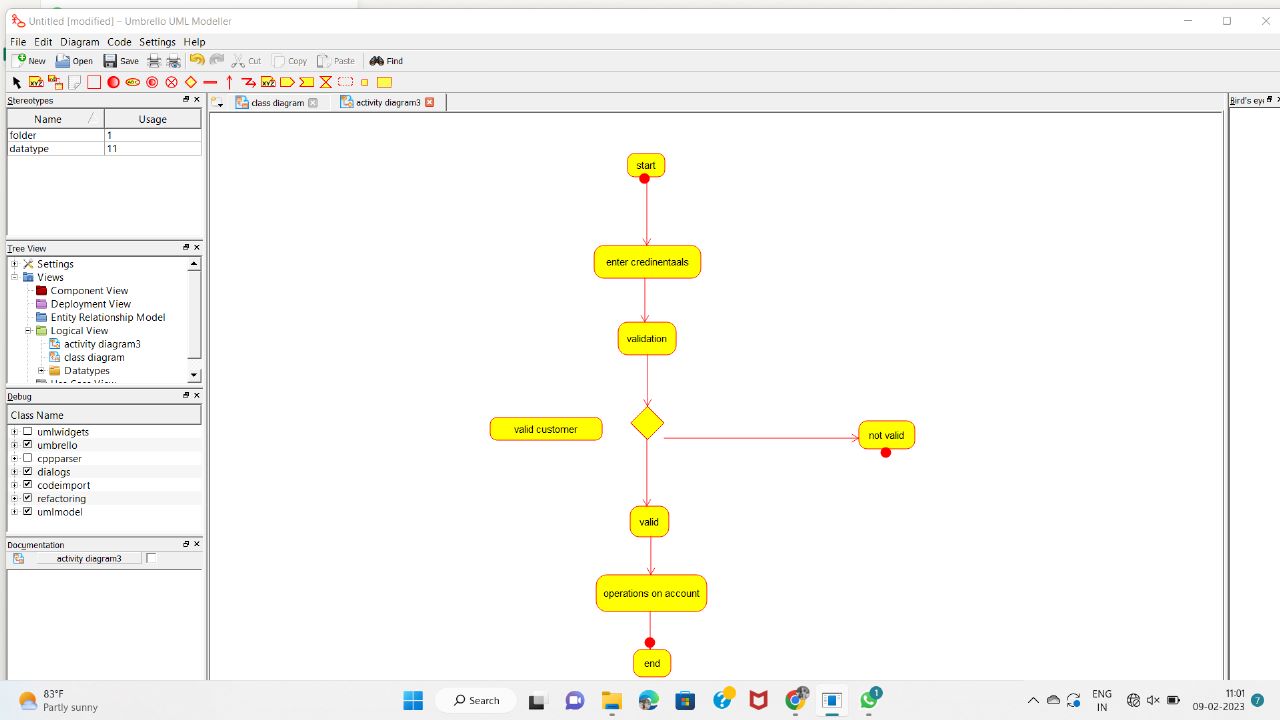 Untitled [modified] – Umbrello UML Modeller
File Edit Diagram Code Settings Help
New Open Save Cut Copy Paste Find
Stereotypes
class diagram activity diagram3
Bird's ey
Name Usage
folder 1
datatype 11
Tree View
Settings
Views
Component View
Deployment View
Entity Relationship Model
Logical View
activity diagram3
class diagram
Datatypes
Debug
Class Name
umlwidgets
umbrello
cppparser
dialogs
codeimport
refactoring
umlmodel
Documentation
activity diagram3
start
enter credinentaals
validation
valid customer
not valid
valid
operations on account
end
83°F
Partly sunny
Search
1
ENG
IN
11:01
09-02-2023
7